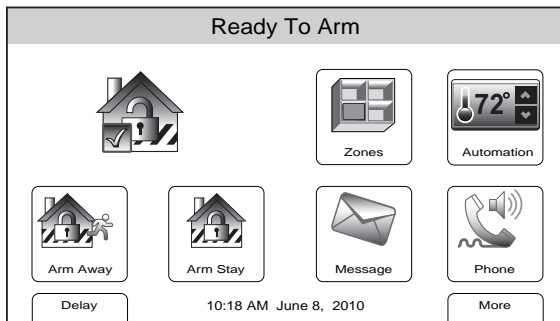 Ready To Arm
72°
Zones
Automation
Arm Away
Arm Stay
Message
Phone
Delay
10:18 AM June 8, 2010
More